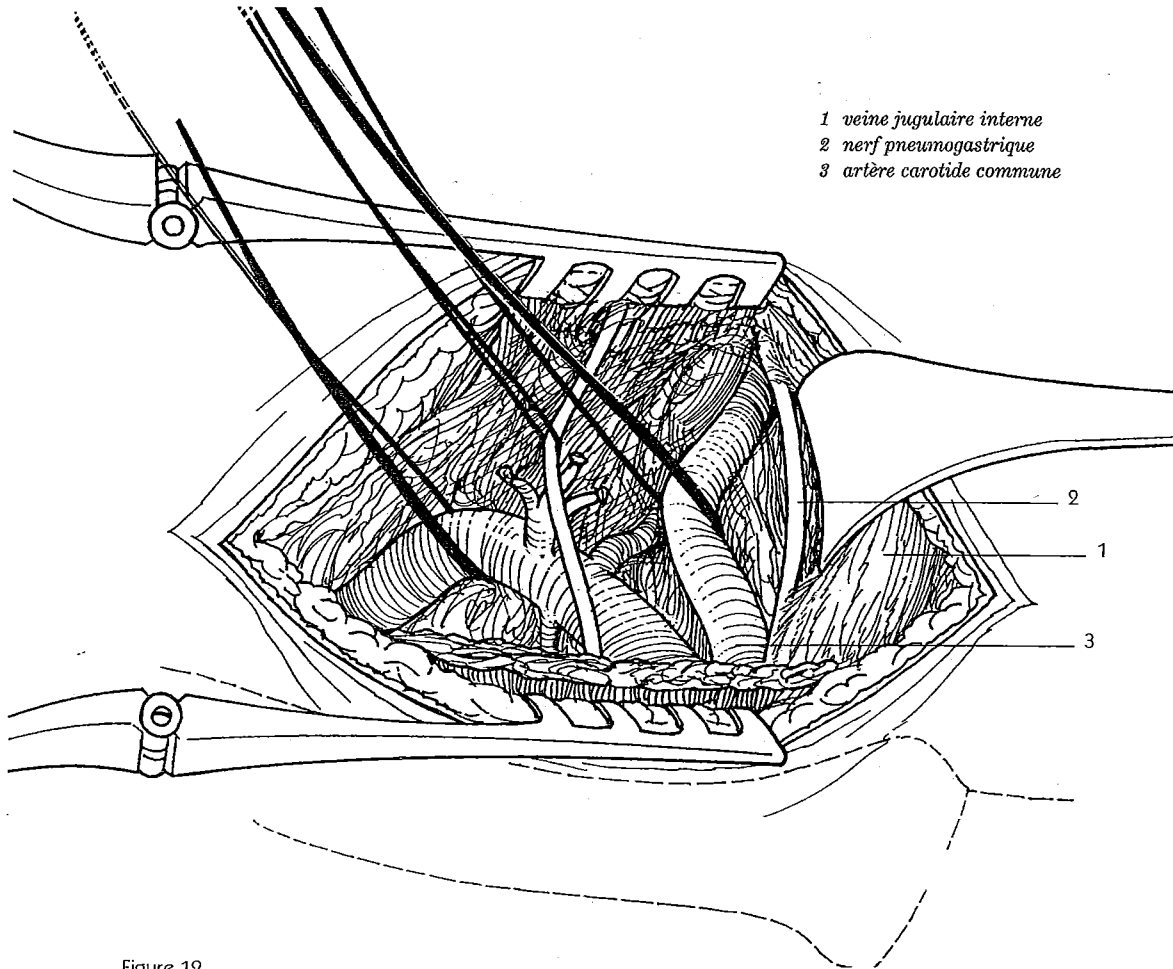 1 veine jugulaire interne
2 nerf pneumogastrique
3 artère carotide commune
2
1
3
Figure 19